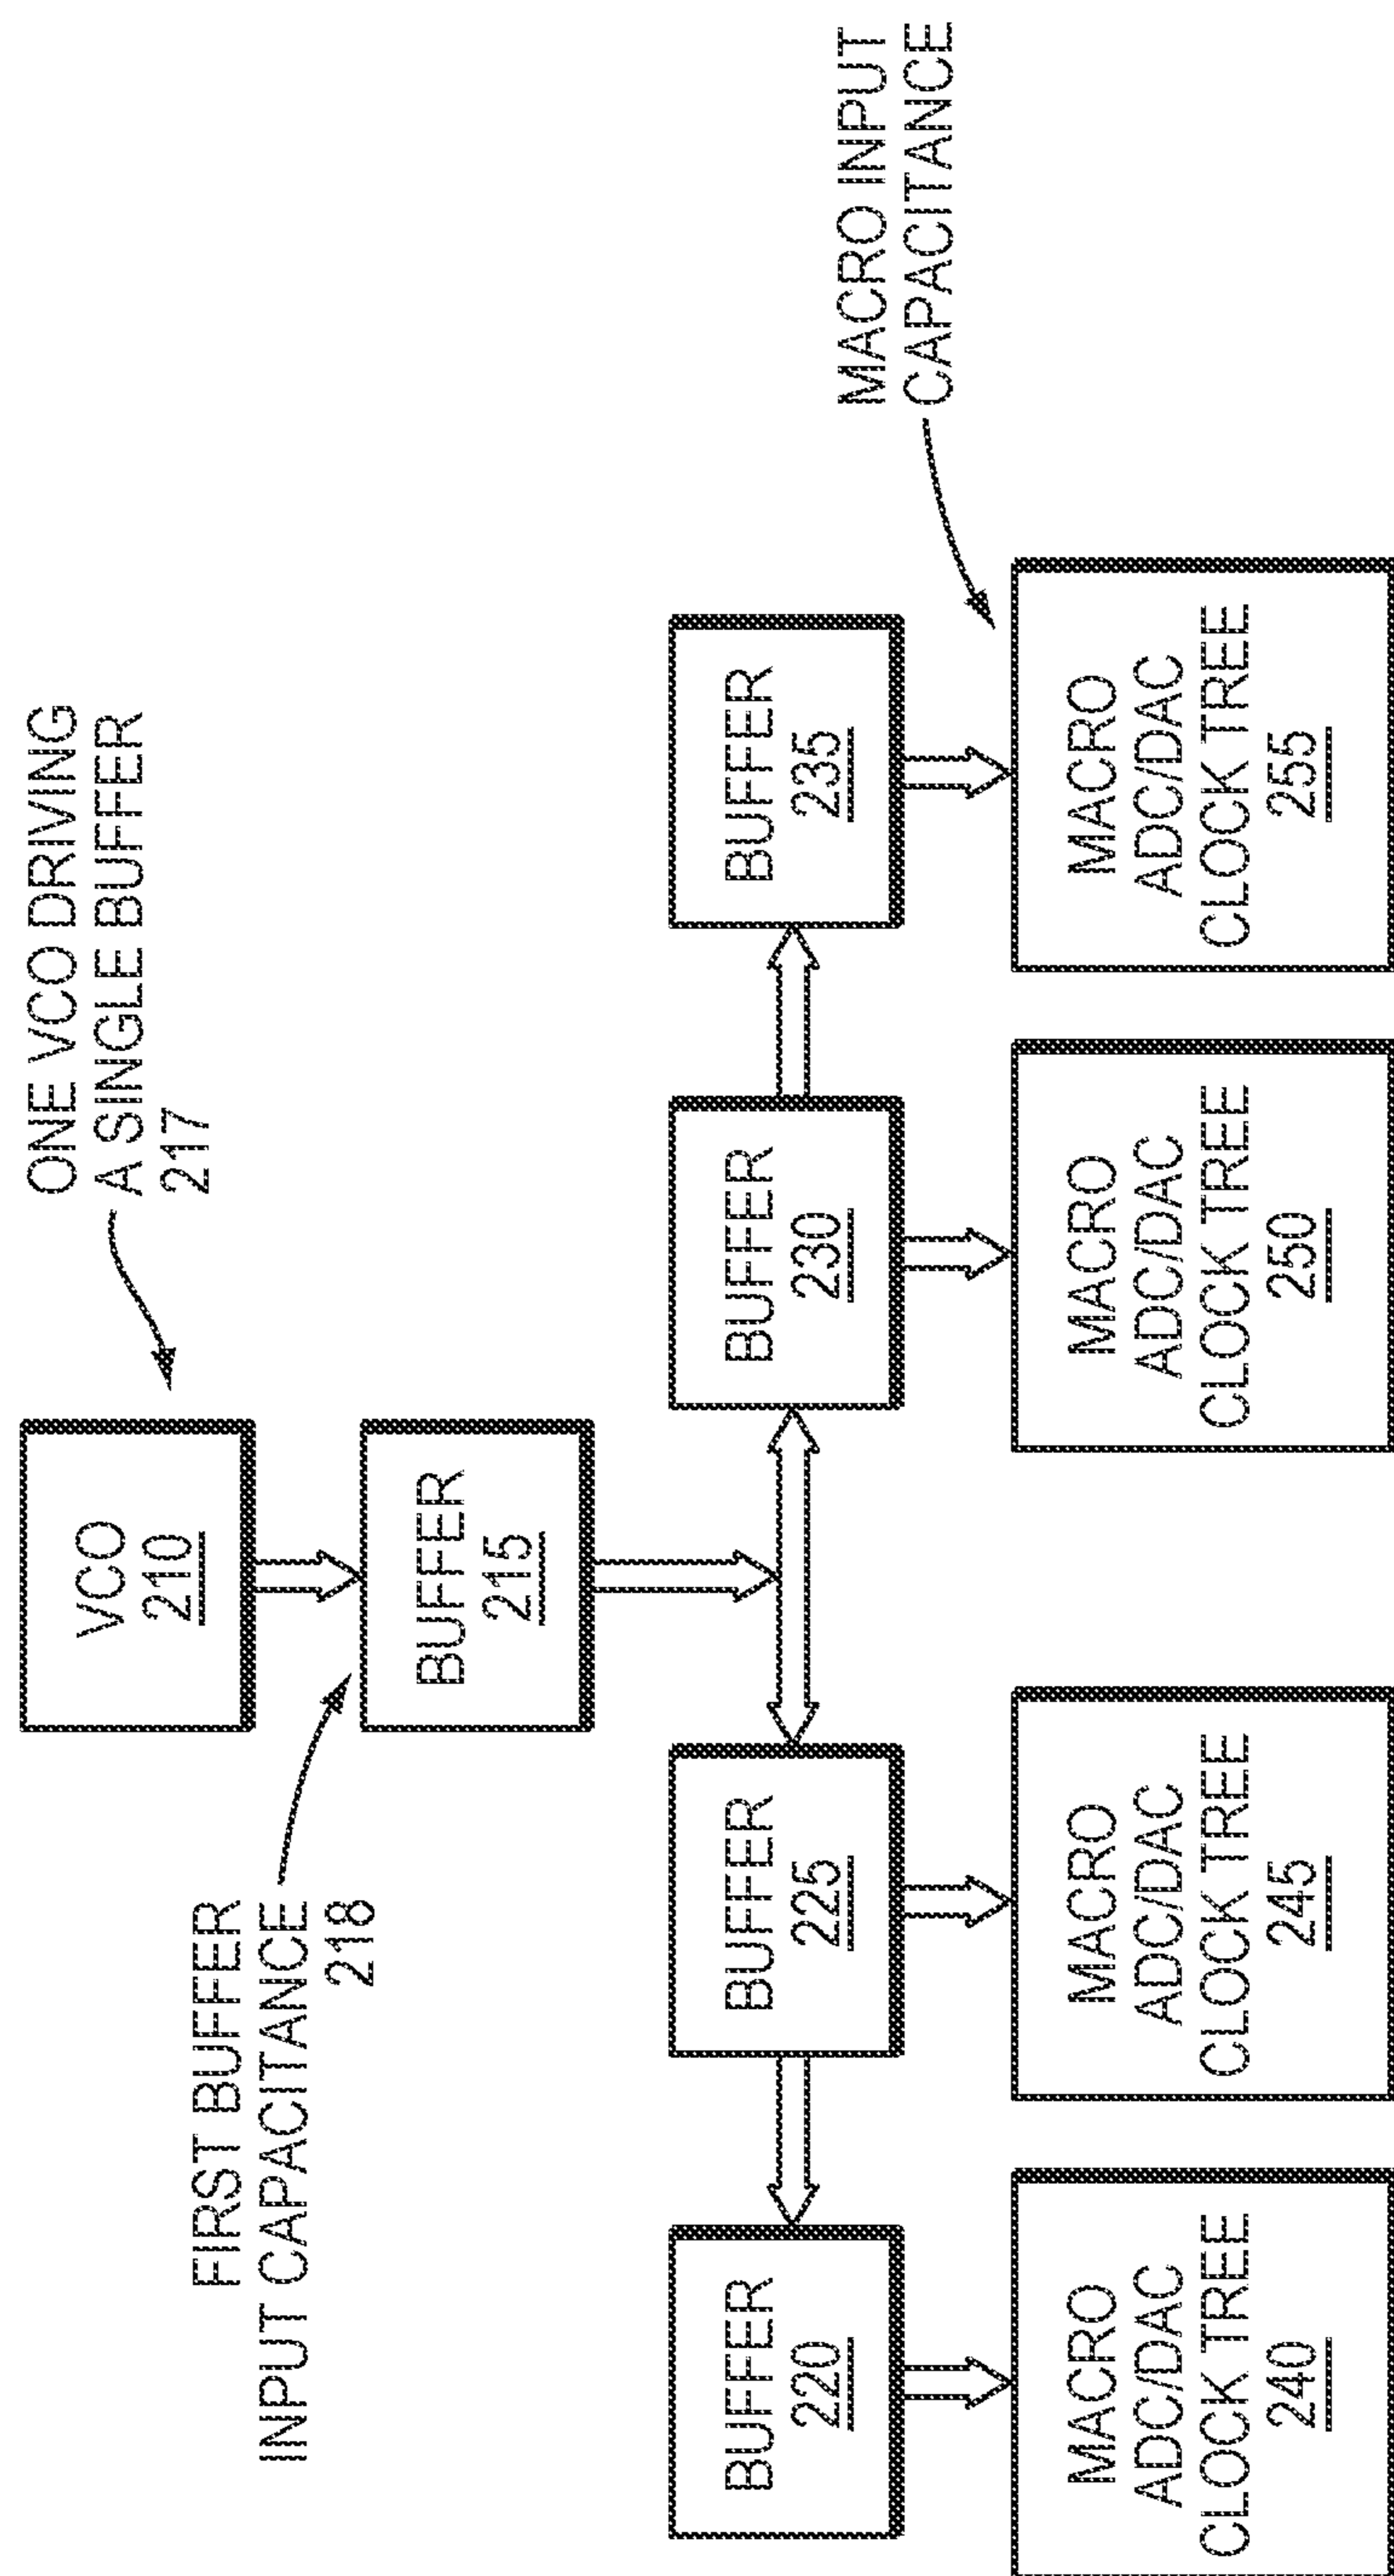 ONE VCO DRIVING
A SINGLE BUFFER
217
VCO
210
FIRST BUFFER
INPUT CAPACITANCE
218
BUFFER
215
BUFFER
220
BUFFER
225
BUFFER
230
BUFFER
235
MACRO INPUT
CAPACITANCE
MACRO
ADC/DAC
CLOCK TREE
240
MACRO
ADC/DAC
CLOCK TREE
245
MACRO
ADC/DAC
CLOCK TREE
250
MACRO
ADC/DAC
CLOCK TREE
255